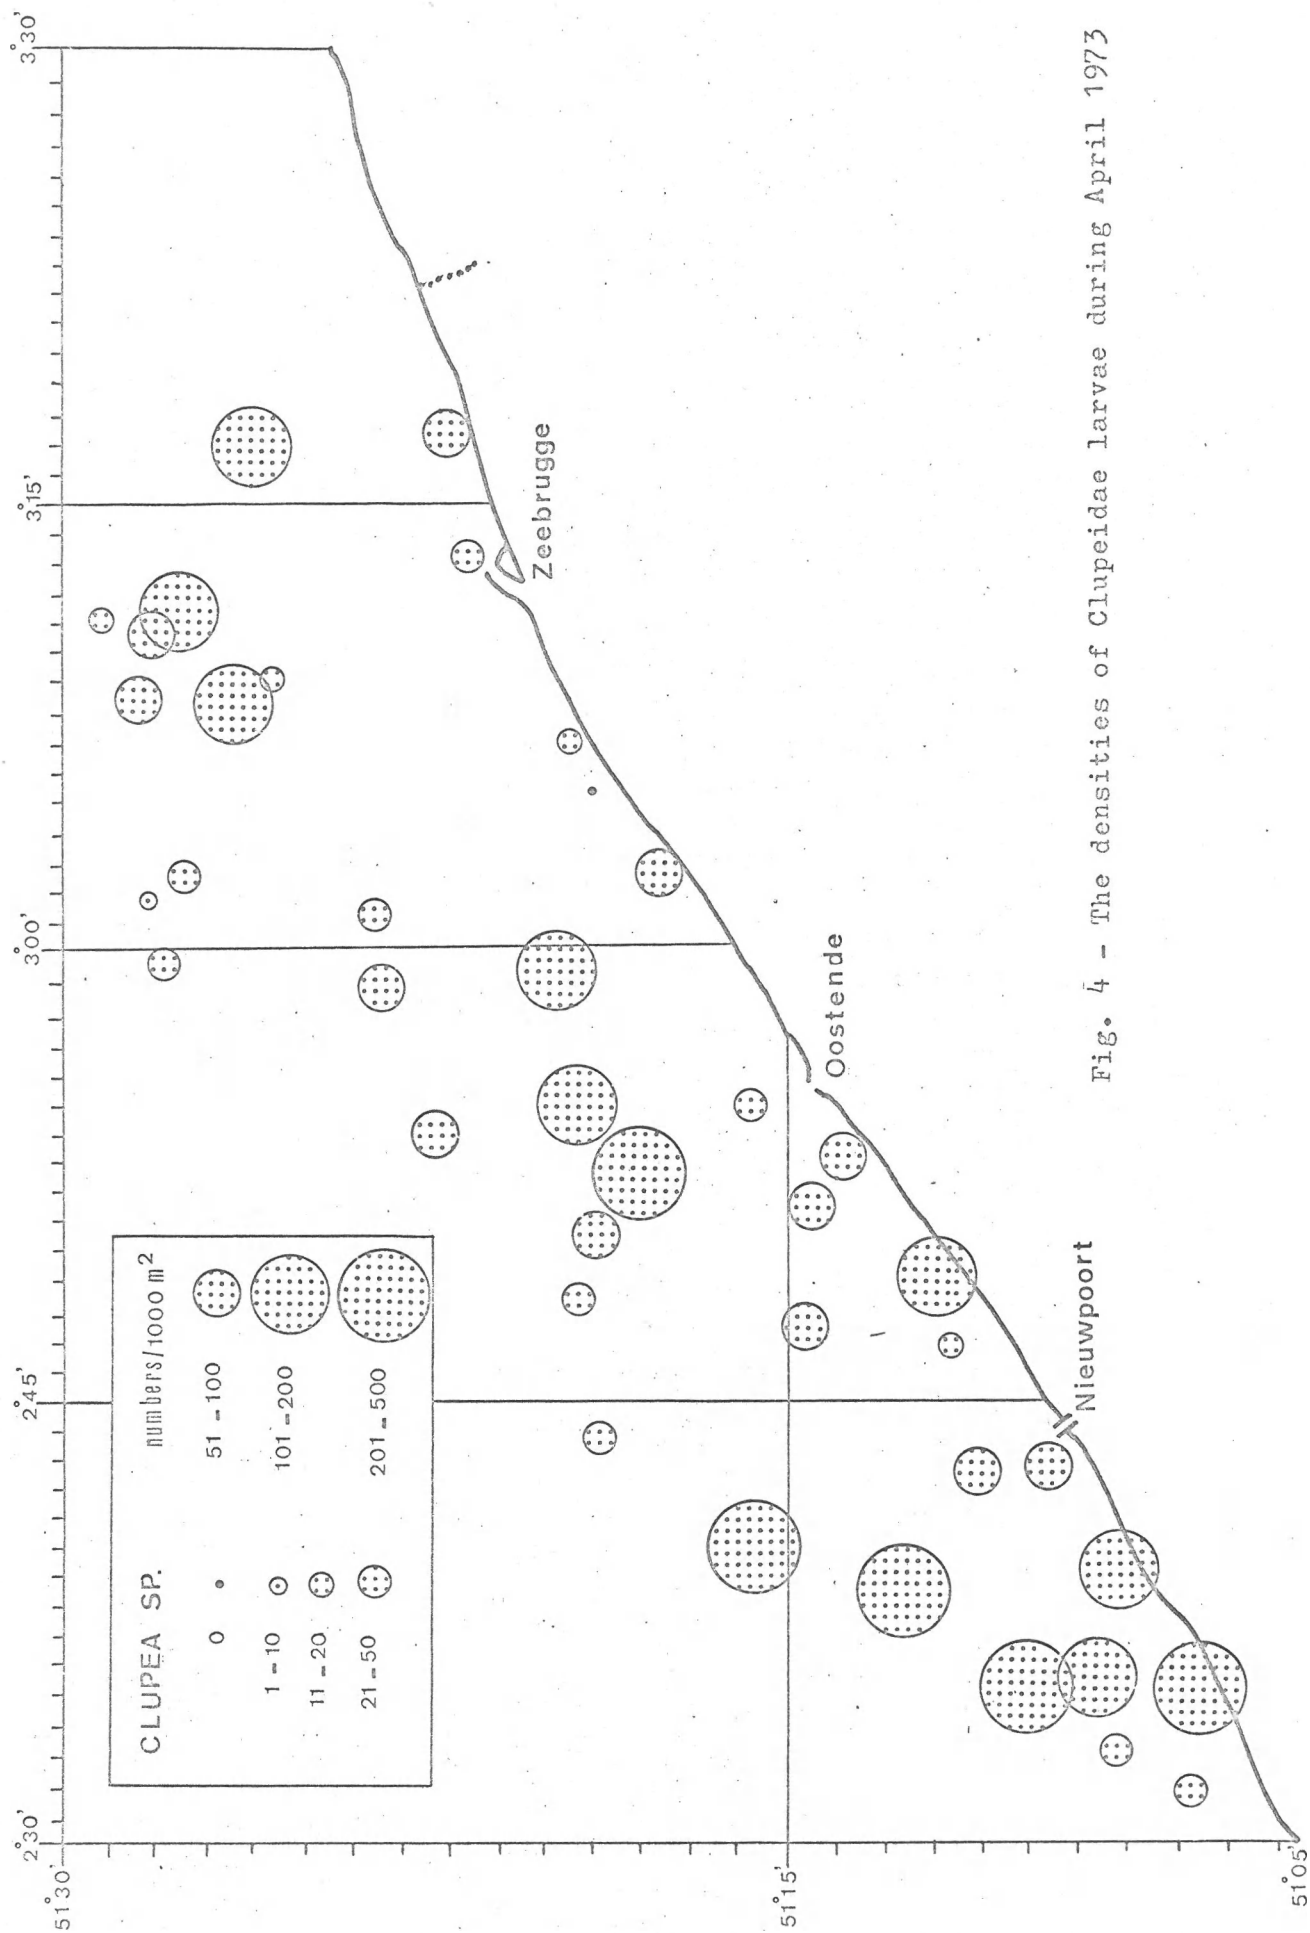 2°30'
2°45'
3°00'
3°15'
3°30'
51°30'
51°15'
51°05'
CLUPEA SP. numbers/1000 m²
0 51-100
1-10 101-200
11-20
21-50 201-500
Zeebrugge
Oostende
Nieuwpoort
Fig. 4 - The densities of Clupeidae larvae during April 1973